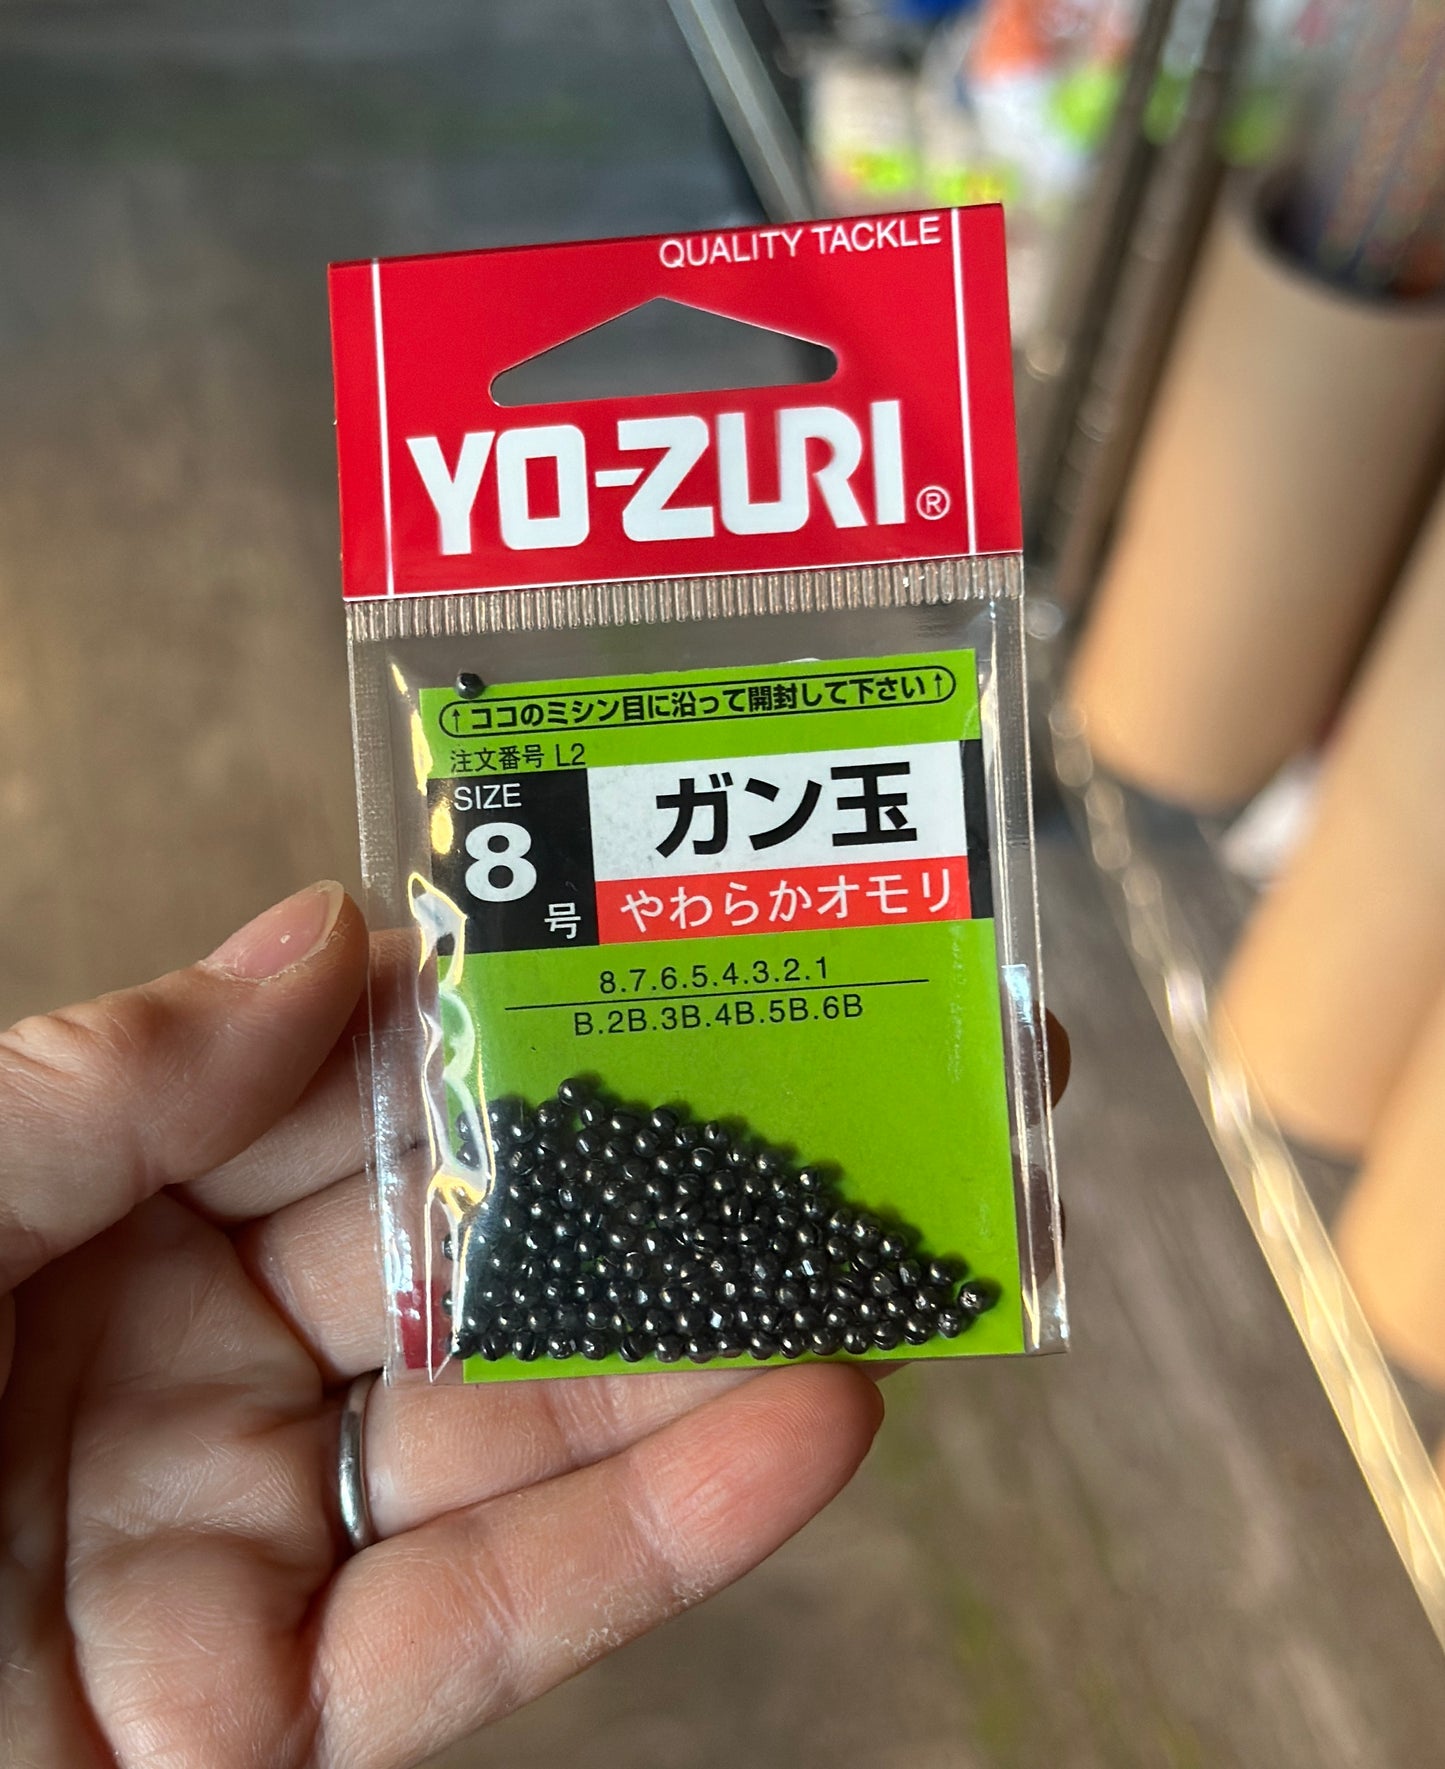 QUALITY TACKLE
YO-ZURI®
↑ココのミシン目に沿って開封して下さい↑
注文番号 L2
SIZE
8
号
ガン玉
やわらかオモリ
8.7.6.5.4.3.2.1
B.2B.3B.4B.5B.6B